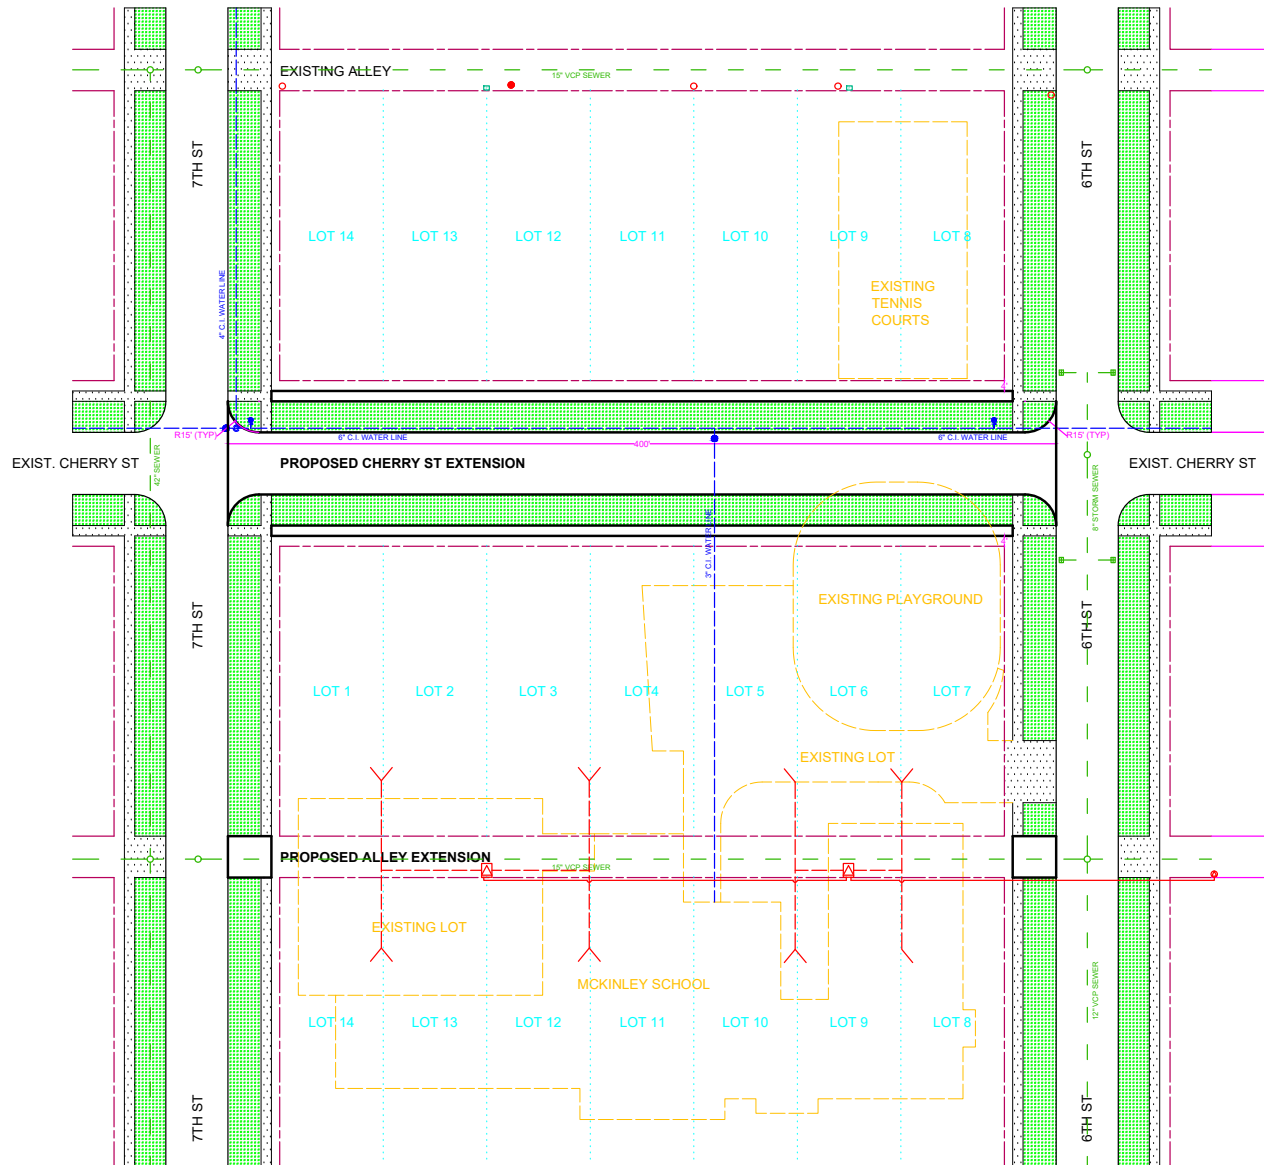 EXISTING ALLEY
15" VCP SEWER
7TH ST
6TH ST
LOT 14
LOT 13
LOT 12
LOT 11
LOT 10
LOT 9
LOT 8
EXISTING
TENNIS
COURTS
4" C.I. WATER LINE
R15' (TYP)
6" C.I. WATER LINE
400'
6" C.I. WATER LINE
R15' (TYP)
EXIST. CHERRY ST
42" SEWER
PROPOSED CHERRY ST EXTENSION
EXIST. CHERRY ST
8" STORM SEWER
3" C.I. WATER LINE
7TH ST
EXISTING PLAYGROUND
6TH ST
LOT 1
LOT 2
LOT 3
LOT4
LOT 5
LOT 6
LOT 7
EXISTING LOT
PROPOSED ALLEY EXTENSION
15" VCP SEWER
EXISTING LOT
MCKINLEY SCHOOL
12" VCP SEWER
LOT 14
LOT 13
LOT 12
LOT 11
LOT 10
LOT 9
LOT 8
7TH ST
6TH ST